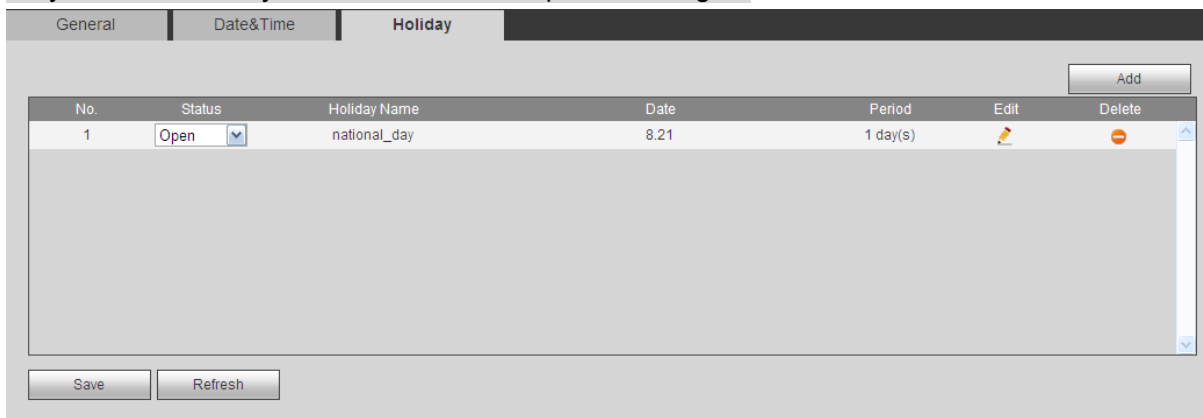 General Date&Time Holiday
Add
No. Status Holiday Name Date Period Edit Delete
1 Open national_day 8.21 1 day(s)
Save Refresh